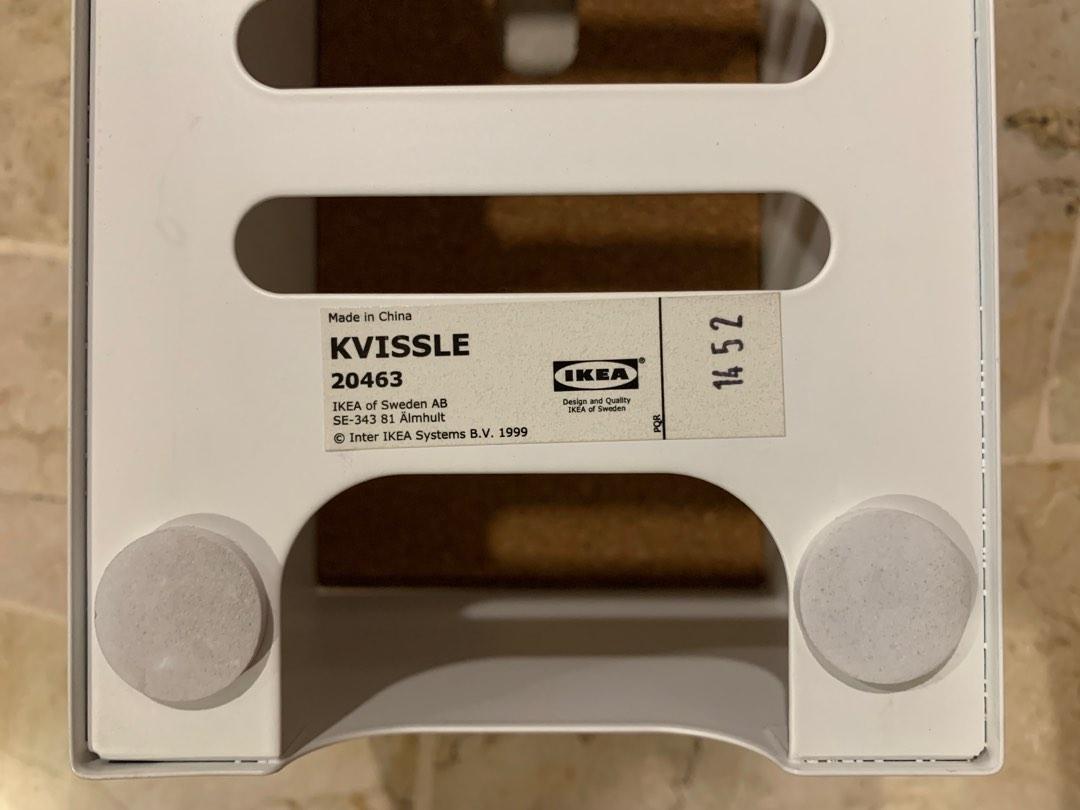 Made in China
KVISSLE
20463
IKEA of Sweden AB
SE-343 81 Älmhult
© Inter IKEA Systems B.V. 1999
IKEA®
Design and Quality
IKEA of Sweden
PQR
1452